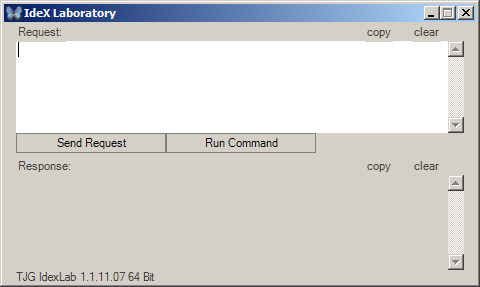 IdeX Laboratory
Request: copy clear
Send Request Run Command
Response: copy clear
TJG IdexLab 1.1.11.07 64 Bit